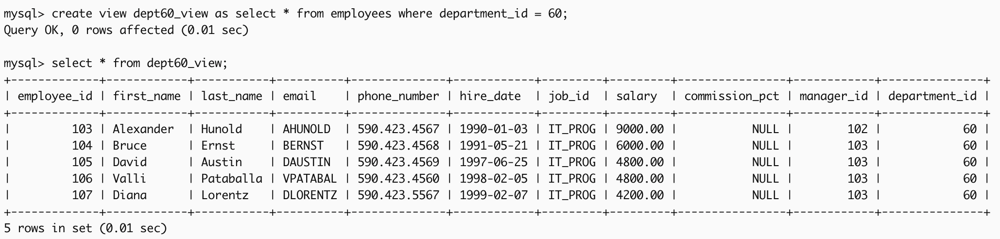 mysql> create view dept60_view as select * from employees where department_id = 60;
Query OK, 0 rows affected (0.01 sec)

mysql> select * from dept60_view;
+-------------+------------+-----------+----------+--------------+------------+---------+---------+----------------+------------+---------------+
| employee_id | first_name | last_name | email    | phone_number | hire_date  | job_id  | salary  | commission_pct | manager_id | department_id |
+-------------+------------+-----------+----------+--------------+------------+---------+---------+----------------+------------+---------------+
|         103 | Alexander  | Hunold    | AHUNOLD  | 590.423.4567 | 1990-01-03 | IT_PROG | 9000.00 |           NULL |        102 |            60 |
|         104 | Bruce      | Ernst     | BERNST   | 590.423.4568 | 1991-05-21 | IT_PROG | 6000.00 |           NULL |        103 |            60 |
|         105 | David      | Austin    | DAUSTIN  | 590.423.4569 | 1997-06-25 | IT_PROG | 4800.00 |           NULL |        103 |            60 |
|         106 | Valli      | Pataballa | VPATABAL | 590.423.4560 | 1998-02-05 | IT_PROG | 4800.00 |           NULL |        103 |            60 |
|         107 | Diana      | Lorentz   | DLORENTZ | 590.423.5567 | 1999-02-07 | IT_PROG | 4200.00 |           NULL |        103 |            60 |
+-------------+------------+-----------+----------+--------------+------------+---------+---------+----------------+------------+---------------+
5 rows in set (0.01 sec)